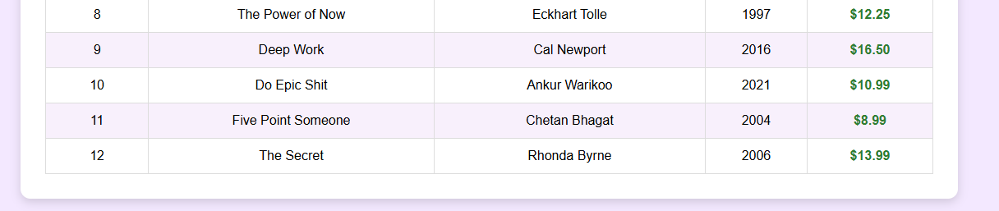 8 The Power of Now Eckhart Tolle 1997 $12.25
9 Deep Work Cal Newport 2016 $16.50
10 Do Epic Shit Ankur Warikoo 2021 $10.99
11 Five Point Someone Chetan Bhagat 2004 $8.99
12 The Secret Rhonda Byrne 2006 $13.99